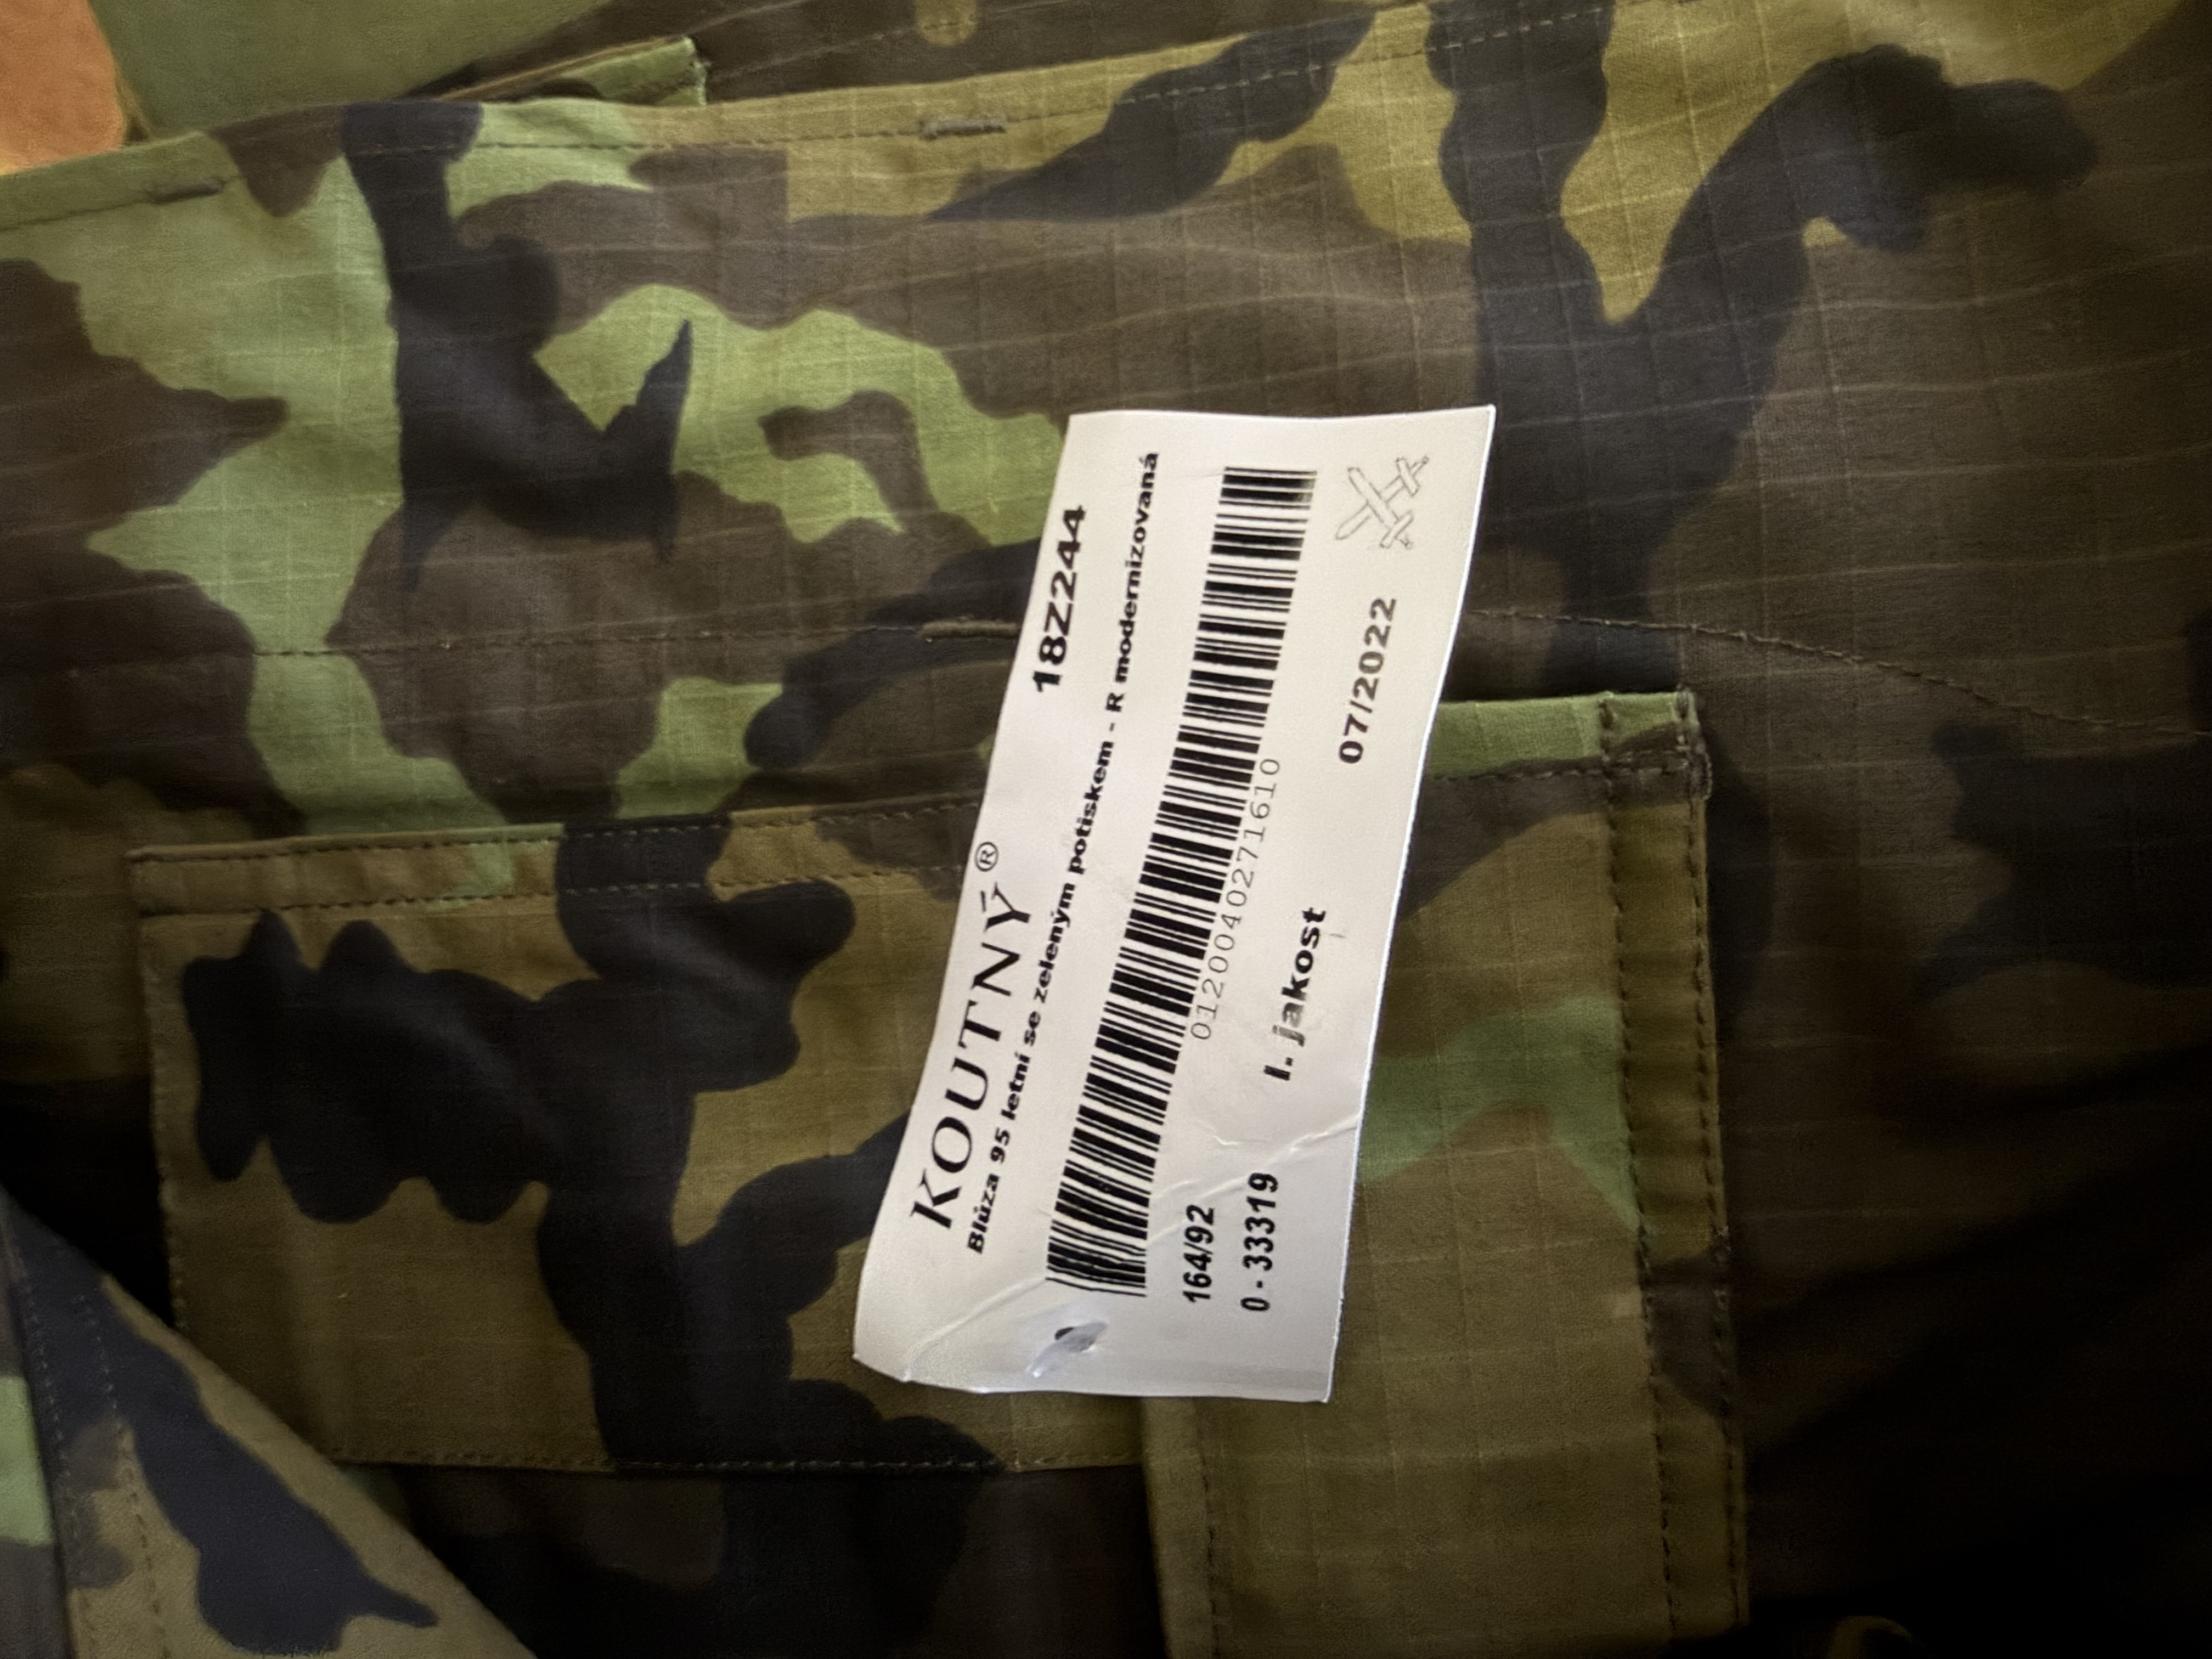 KOUTNÝ® 18Z244
Blůza 95 letní se zeleným potiskem - R modernizovaná
0120040271610
164/92 I. jakost 07/2022
0 - 33319